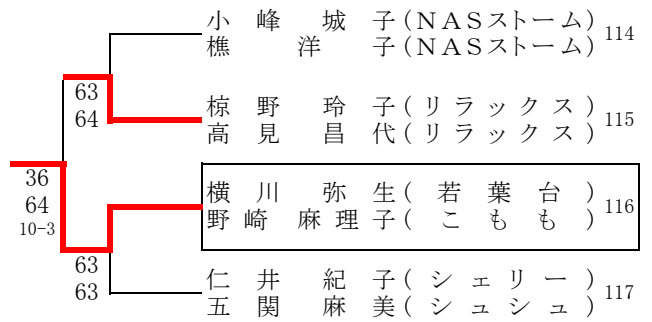 小峰 城子(NASストーム) 114
樵 洋子(NASストーム)
63
64
椋野 玲子(リラックス) 115
高見 昌代(リラックス)
36
64
10-3
横川 弥生(若葉台) 116
野崎 麻理子(こもも)
63
63
仁井 紀子(シェリー) 117
五関 麻美(シュシュ)